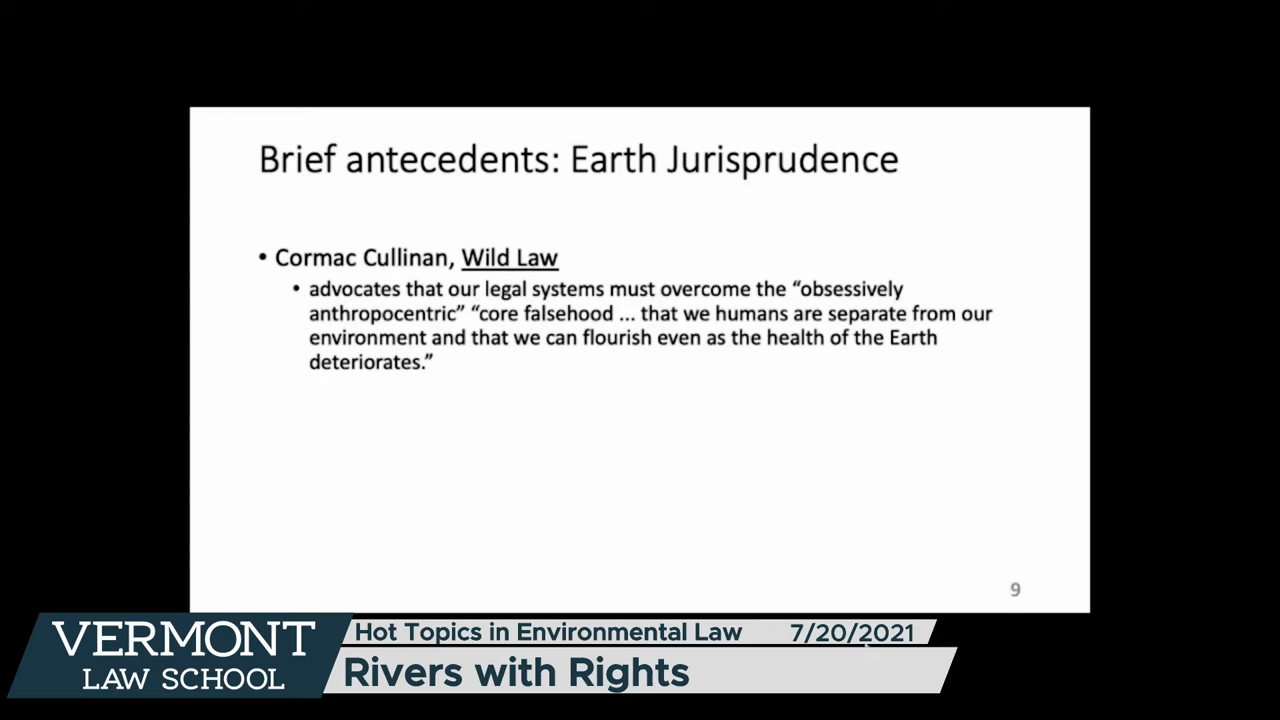 Brief antecedents: Earth Jurisprudence
• Cormac Cullinan, Wild Law
• advocates that our legal systems must overcome the “obsessively
anthropocentric” “core falsehood ... that we humans are separate from our
environment and that we can flourish even as the health of the Earth
deteriorates.”
9
VERMONT
LAW SCHOOL
Hot Topics in Environmental Law 7/20/2021
Rivers with Rights